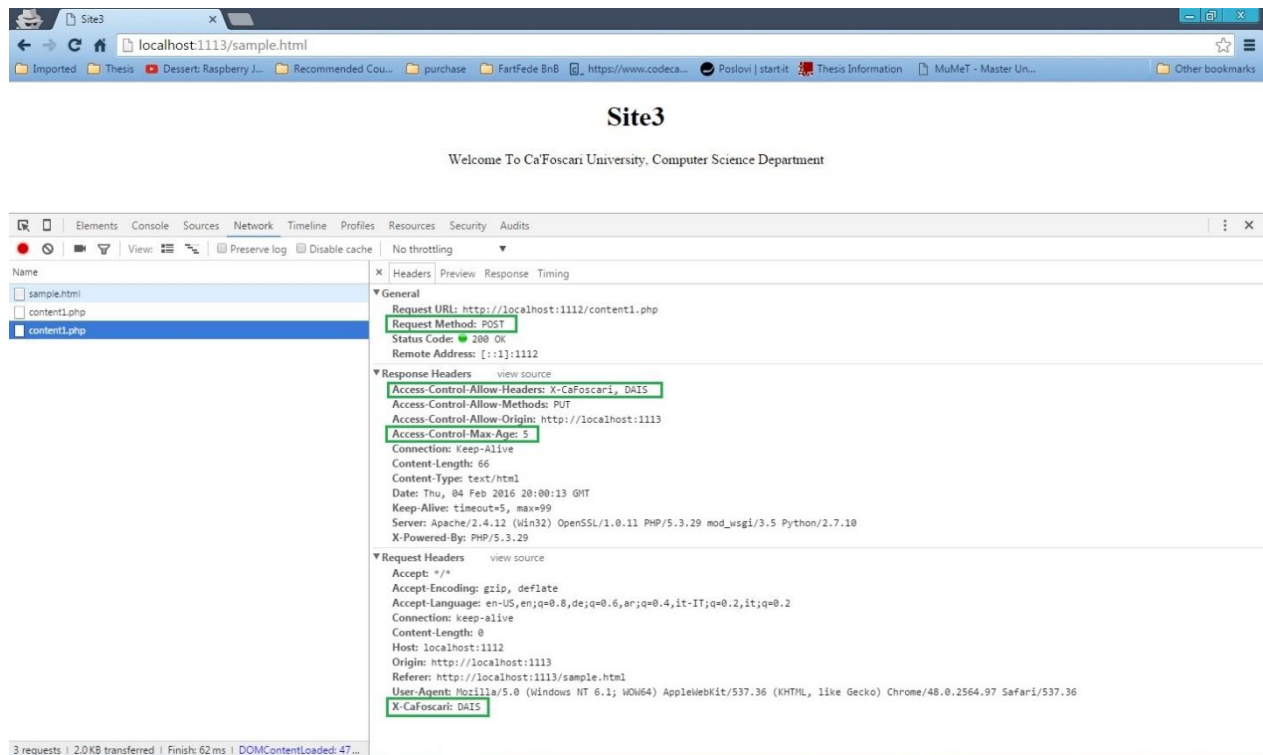 Site3
localhost:1113/sample.html
Imported Thesis Dessert: Raspberry J... Recommended Cou... purchase FartFede BnB https://www.codeca... Poslovi | start-it Thesis Information MuMeT - Master Un... Other bookmarks
Site3
Welcome To Ca'Foscari University, Computer Science Department
Elements Console Sources Network Timeline Profiles Resources Security Audits
View: Preserve log Disable cache No throttling
Name
sample.html
content1.php
content1.php
Headers Preview Response Timing
General
Request URL: http://localhost:1112/content1.php
Request Method: POST
Status Code: 200 OK
Remote Address: [::1]:1112
Response Headers view source
Access-Control-Allow-Headers: X-CaFoscari, DAIS
Access-Control-Allow-Methods: PUT
Access-Control-Allow-Origin: http://localhost:1113
Access-Control-Max-Age: 5
Connection: Keep-Alive
Content-Length: 66
Content-Type: text/html
Date: Thu, 04 Feb 2016 20:00:13 GMT
Keep-Alive: timeout=5, max=99
Server: Apache/2.4.12 (Win32) OpenSSL/1.0.1l PHP/5.3.29 mod_wsgi/3.5 Python/2.7.10
X-Powered-By: PHP/5.3.29
Request Headers view source
Accept: */*
Accept-Encoding: gzip, deflate
Accept-Language: en-US,en;q=0.8,de;q=0.6,ar;q=0.4,it-IT;q=0.2,it;q=0.2
Connection: keep-alive
Content-Length: 0
Host: localhost:1112
Origin: http://localhost:1113
Referer: http://localhost:1113/sample.html
User-Agent: Mozilla/5.0 (Windows NT 6.1; WOW64) AppleWebKit/537.36 (KHTML, like Gecko) Chrome/48.0.2564.97 Safari/537.36
X-CaFoscari: DAIS
3 requests | 2.0KB transferred | Finish: 62 ms | DOMContentLoaded: 47...